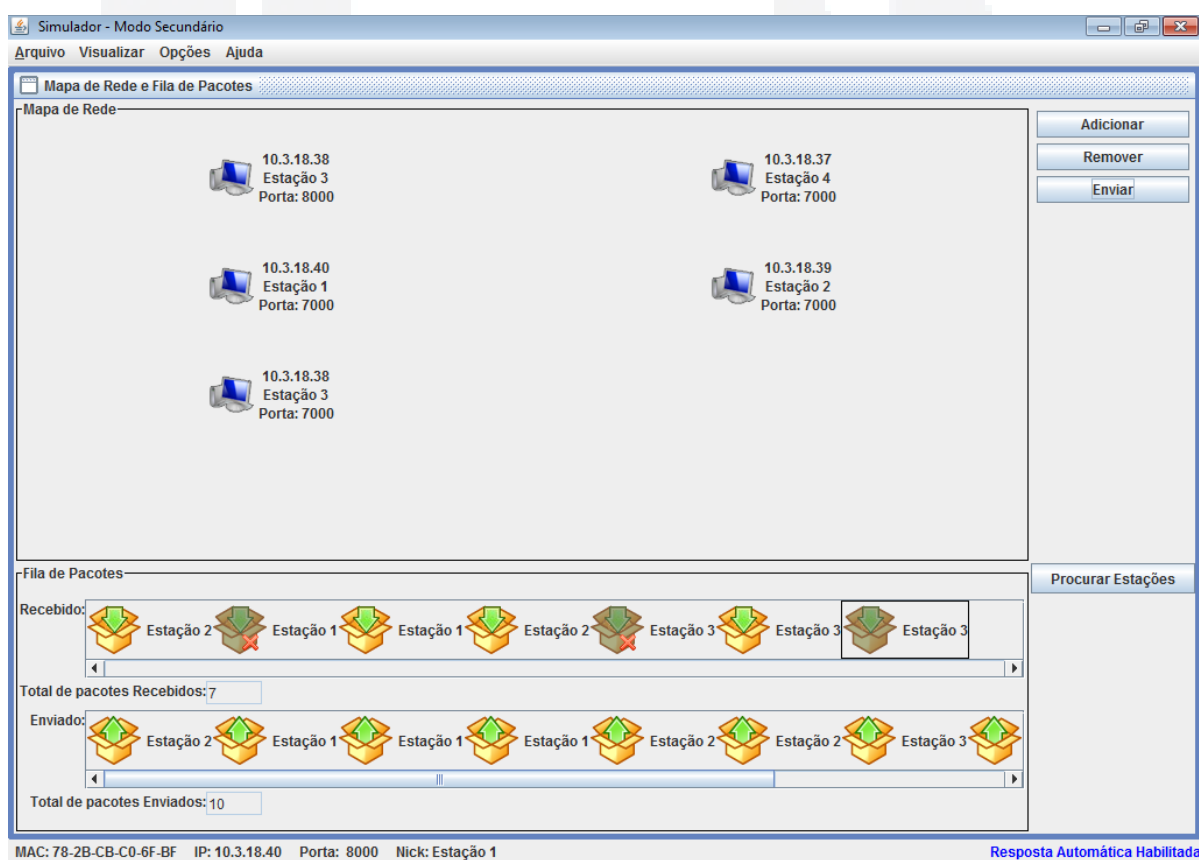 Simulador - Modo Secundário
Arquivo Visualizar Opções Ajuda
Mapa de Rede e Fila de Pacotes
Mapa de Rede
Adicionar
Remover
Enviar
10.3.18.38
Estação 3
Porta: 8000
10.3.18.37
Estação 4
Porta: 7000
10.3.18.40
Estação 1
Porta: 7000
10.3.18.39
Estação 2
Porta: 7000
10.3.18.38
Estação 3
Porta: 7000
Fila de Pacotes
Procurar Estações
Recebido: Estação 2 Estação 1 Estação 1 Estação 2 Estação 3 Estação 3 Estação 3
Total de pacotes Recebidos: 7
Enviado: Estação 2 Estação 1 Estação 1 Estação 1 Estação 2 Estação 2 Estação 3
Total de pacotes Enviados: 10
MAC: 78-2B-CB-C0-6F-BF IP: 10.3.18.40 Porta: 8000 Nick: Estação 1 Resposta Automática Habilitada